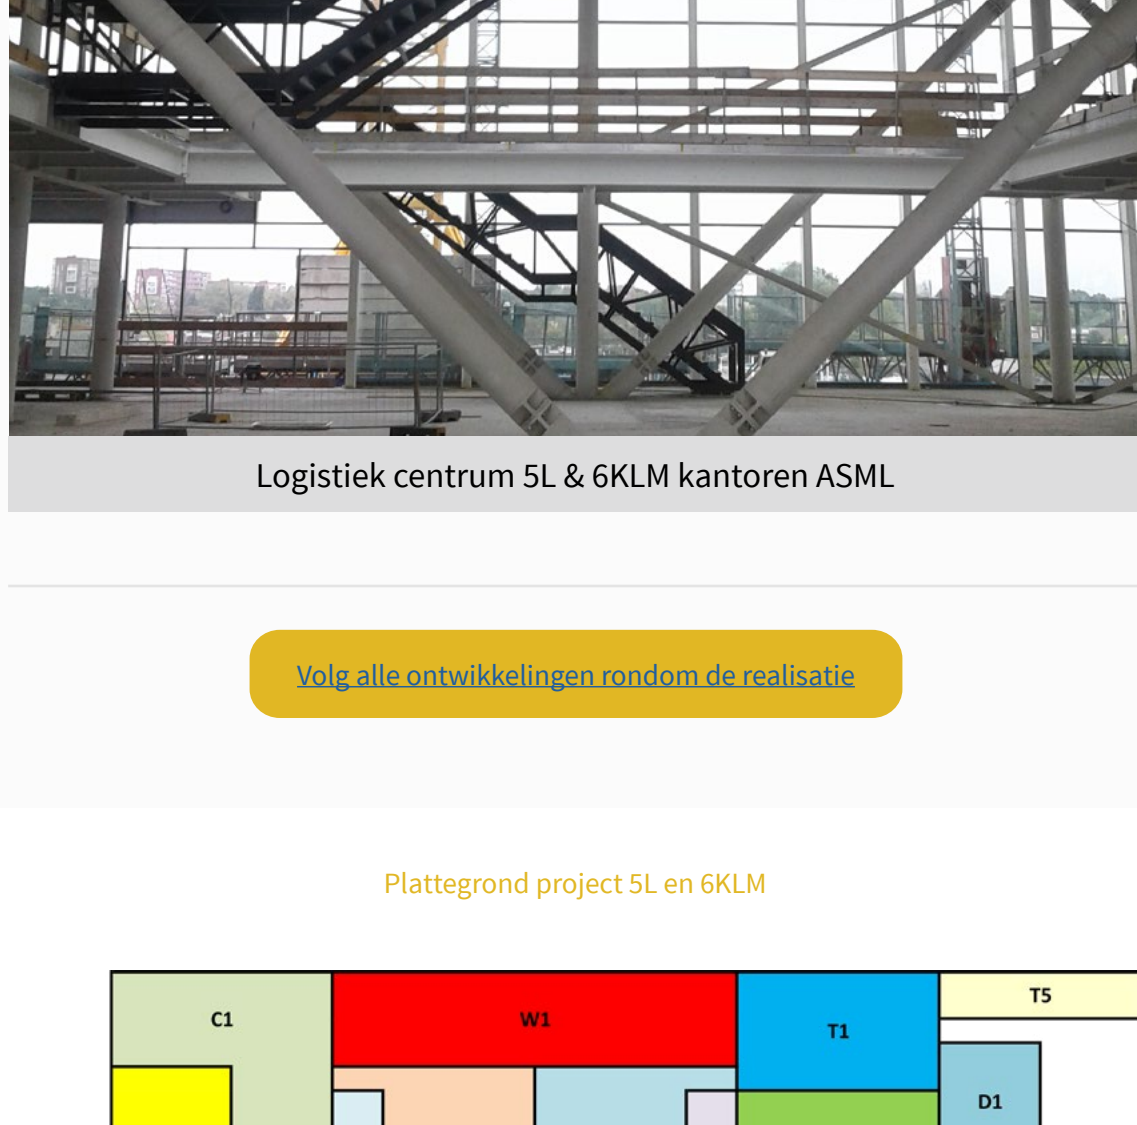 Logistiek centrum 5L & 6KLM kantoren ASML
Volg alle ontwikkelingen rondom de realisatie
Plattegrond project 5L en 6KLM
C1
W1
T1
T5
D1